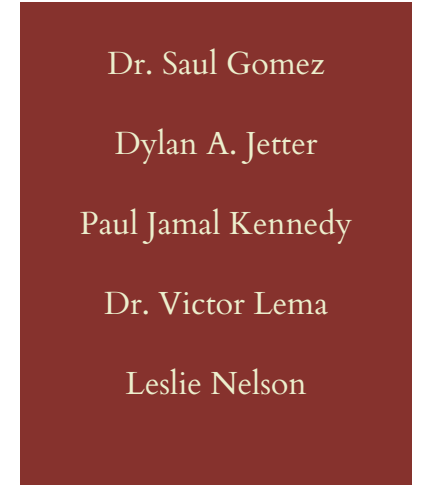 Dr. Saul Gomez
Dylan A. Jetter
Paul Jamal Kennedy
Dr. Victor Lema
Leslie Nelson